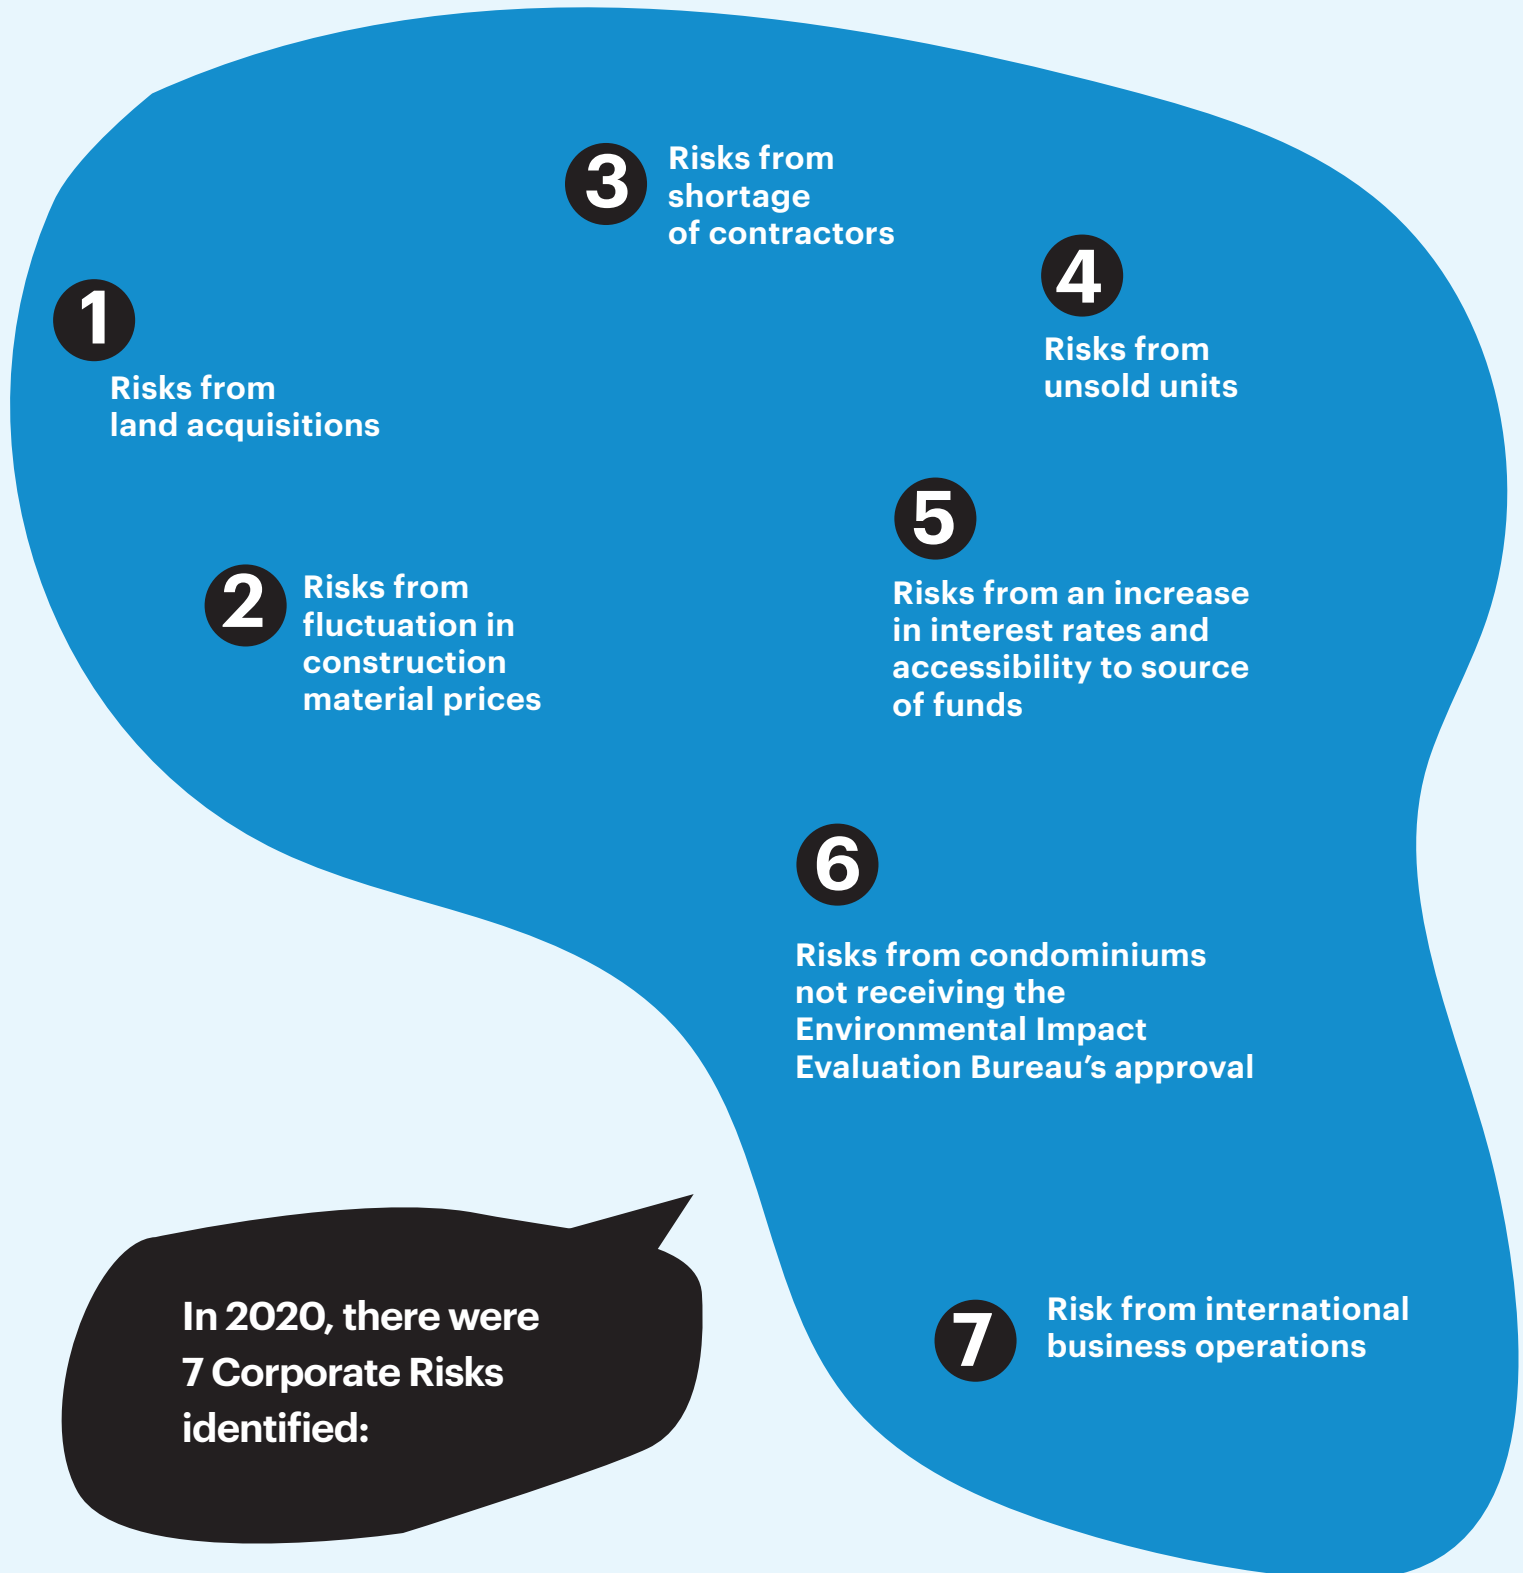 In 2020, there were
7 Corporate Risks
identified:
1
Risks from
land acquisitions
2
Risks from
fluctuation in
construction
material prices
3
Risks from
shortage
of contractors
4
Risks from
unsold units
5
Risks from an increase
in interest rates and
accessibility to source
of funds
6
Risks from condominiums
not receiving the
Environmental Impact
Evaluation Bureau’s approval
7
Risk from international
business operations